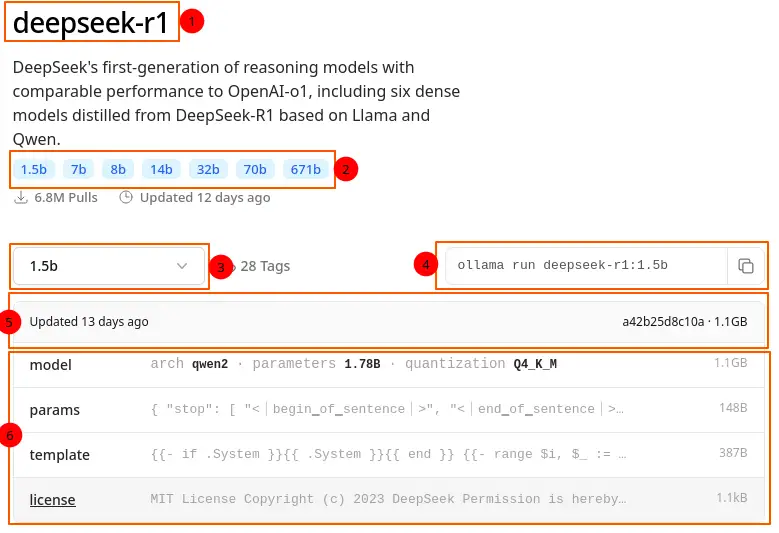 deepseek-r1 1
DeepSeek's first-generation of reasoning models with
comparable performance to OpenAI-o1, including six dense
models distilled from DeepSeek-R1 based on Llama and
Qwen.
1.5b 7b 8b 14b 32b 70b 671b 2
6.8M Pulls Updated 12 days ago
1.5b 3 28 Tags 4 ollama run deepseek-r1:1.5b
5 Updated 13 days ago a42b25d8c10a · 1.1GB
model arch qwen2 · parameters 1.78B · quantization Q4_K_M 1.1GB
params { "stop": [ "<|begin_of_sentence|>", "<|end_of_sentence|>… 148B
6
template {{- if .System }}{{ .System }}{{ end }} {{- range $i, $_ := … 387B
license MIT License Copyright (c) 2023 DeepSeek Permission is hereby… 1.1kB